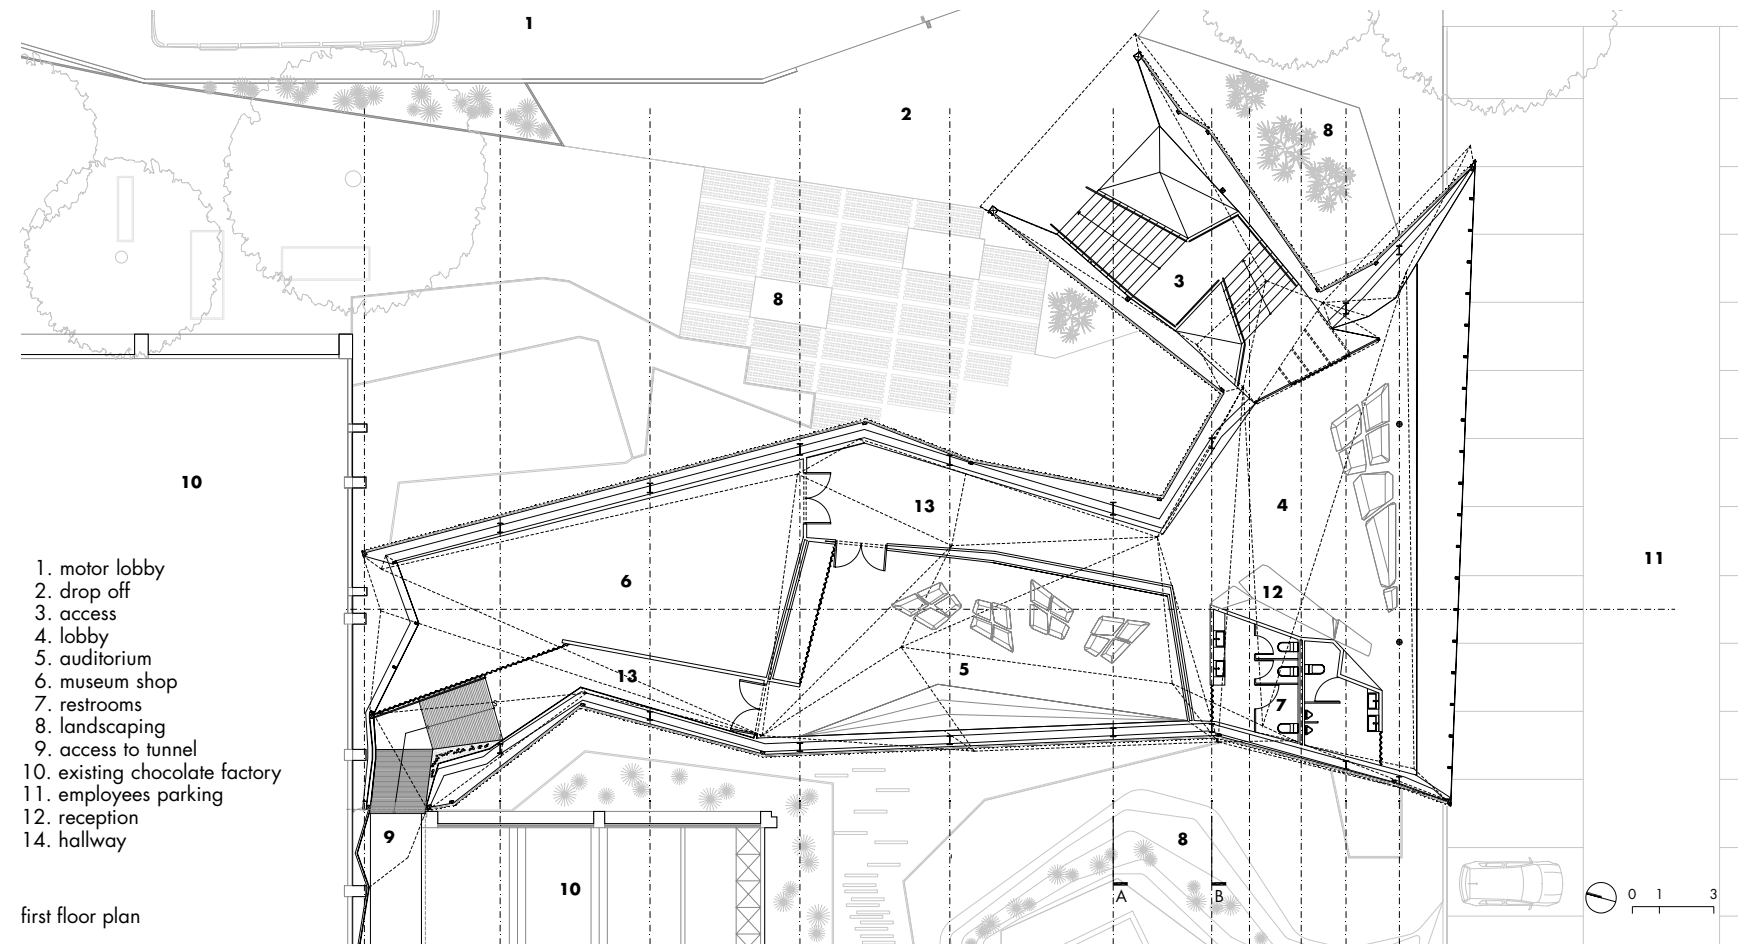 1
2
8
3
8
10
13
4
6
11
12
13
5
7
1. motor lobby
2. drop off
3. access
4. lobby
5. auditorium
6. museum shop
7. restrooms
8. landscaping
9. access to tunnel
10. existing chocolate factory
11. employees parking
12. reception
14. hallway
9
8
10
A
B
0 1 3
first floor plan